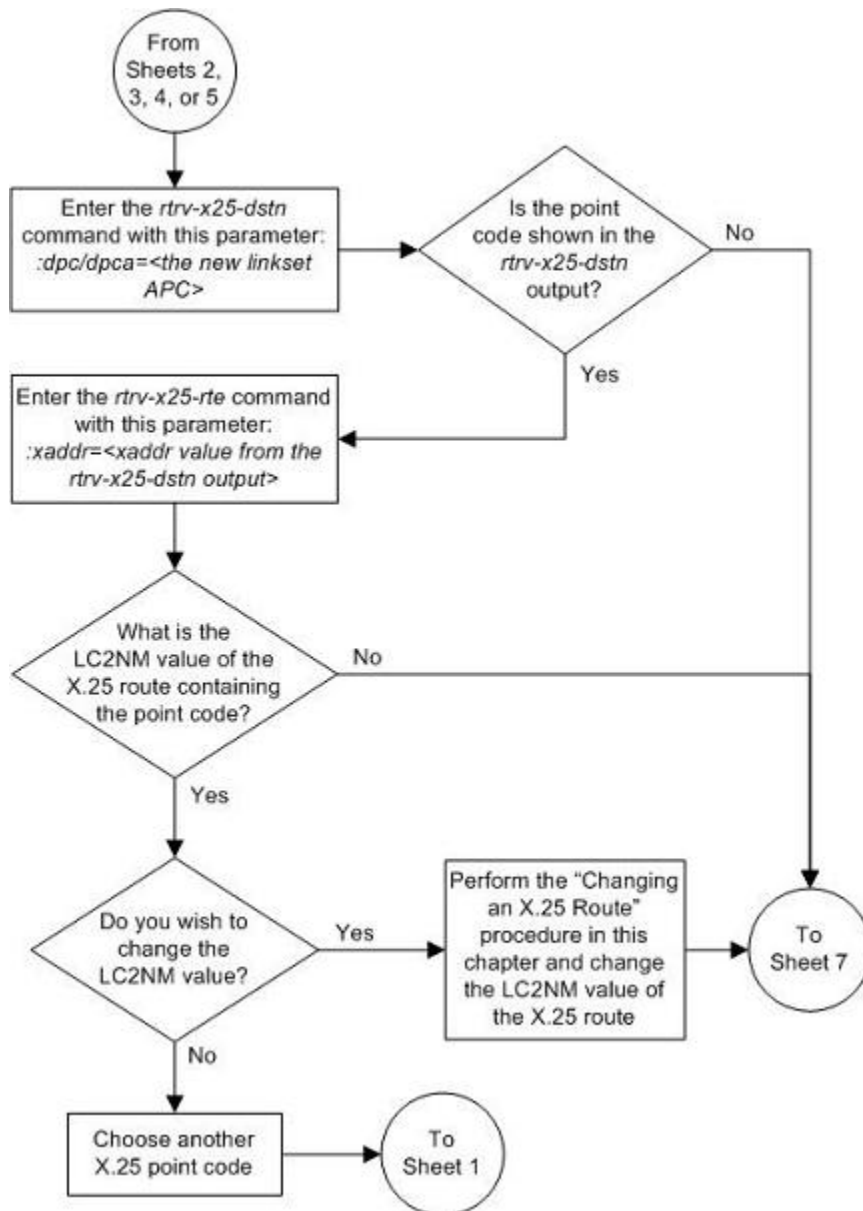 From
Sheets 2,
3, 4, or 5
Enter the rtrv-x25-dstn
command with this parameter:
:dpc/dpca=<the new linkset
APC>
Is the point
code shown in the
rtrv-x25-dstn
output?
No
Yes
Enter the rtrv-x25-rte command
with this parameter:
:xaddr=<xaddr value from the
rtrv-x25-dstn output>
What is the
LC2NM value of the
X.25 route containing
the point code?
No
Yes
Do you wish to
change the
LC2NM value?
Yes
Perform the “Changing
an X.25 Route”
procedure in this
chapter and change
the LC2NM value of
the X.25 route
To
Sheet 7
No
Choose another
X.25 point code
To
Sheet 1